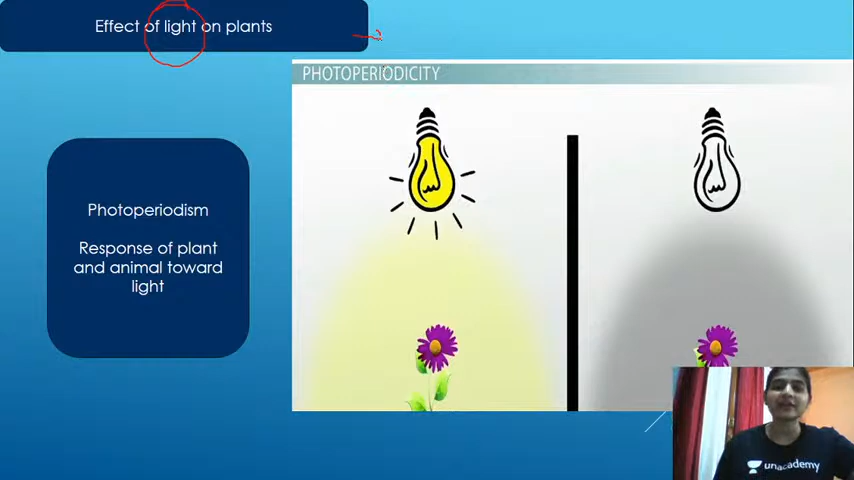 Effect of light on plants
PHOTOPERIODICITY
Photoperiodism
Response of plant
and animal toward
light
unacademy